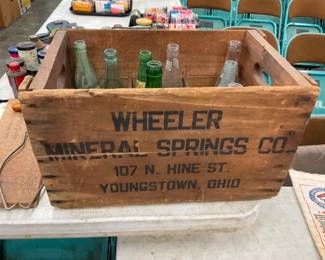 WHEELER
MINERAL SPRINGS CO.
107 N. HINE ST.
YOUNGSTOWN, OHIO